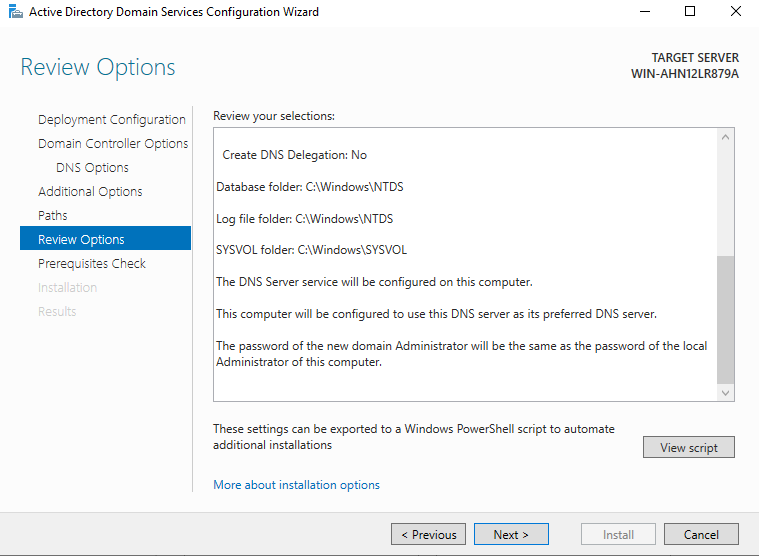 Active Directory Domain Services Configuration Wizard
Review Options
TARGET SERVER
WIN-AHN12LR879A
Deployment Configuration
Domain Controller Options
DNS Options
Additional Options
Paths
Review Options
Prerequisites Check
Installation
Results
Review your selections:
Create DNS Delegation: No
Database folder: C:\Windows\NTDS
Log file folder: C:\Windows\NTDS
SYSVOL folder: C:\Windows\SYSVOL
The DNS Server service will be configured on this computer.
This computer will be configured to use this DNS server as its preferred DNS server.
The password of the new domain Administrator will be the same as the password of the local
Administrator of this computer.
These settings can be exported to a Windows PowerShell script to automate
additional installations
View script
More about installation options
< Previous
Next >
Install
Cancel